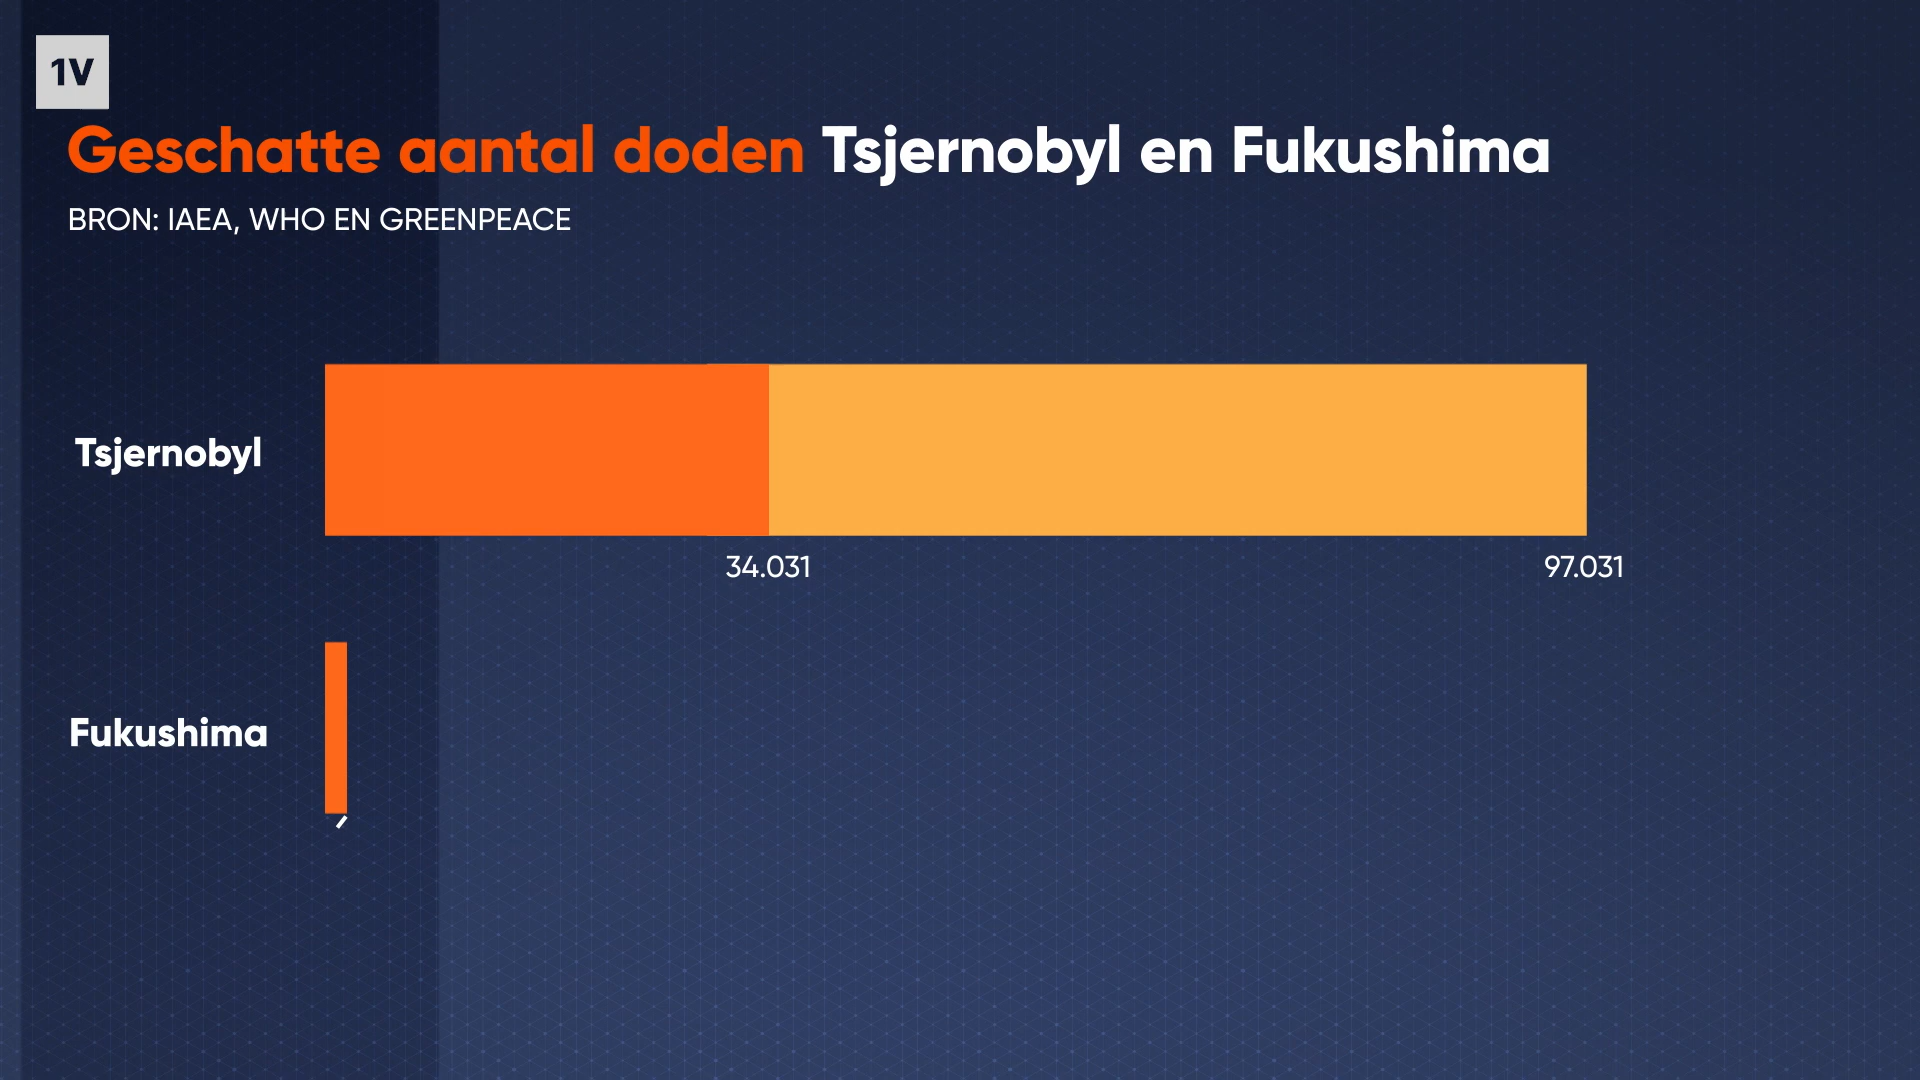 1V
Geschatte aantal doden Tsjernobyl en Fukushima
BRON: IAEA, WHO EN GREENPEACE
Tsjernobyl
34.031
97.031
Fukushima